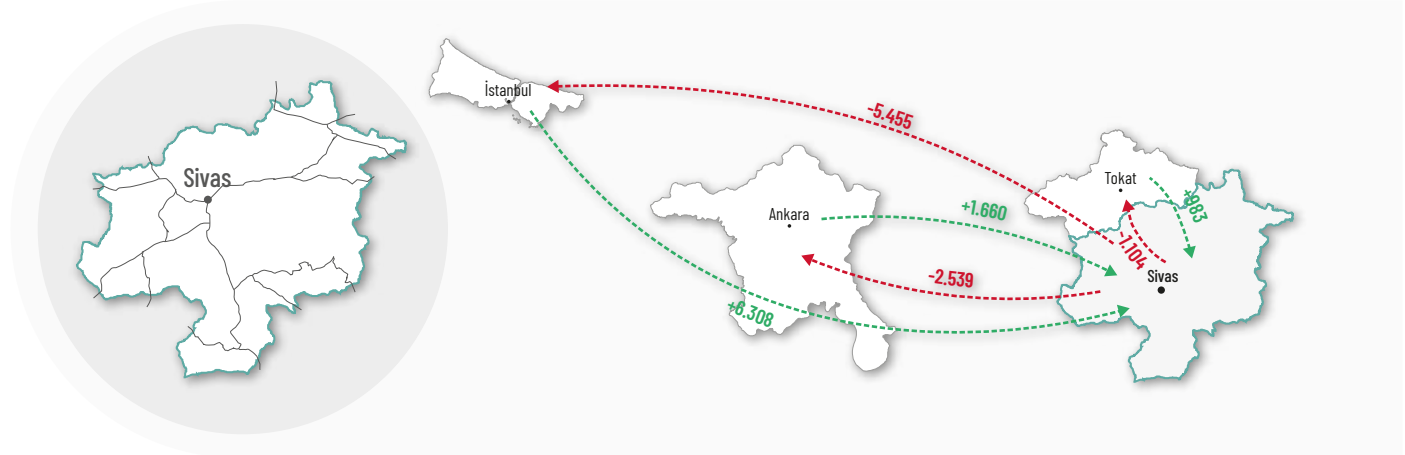 Sivas
İstanbul
-5.455
Tokat
+983
Ankara
+1.660
-1.104
Sivas
-2.539
+6.308